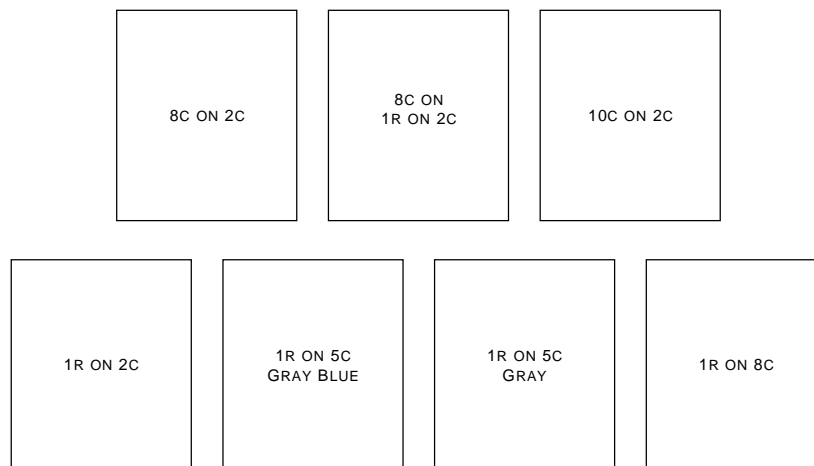 8C ON 2C
8C ON
1R ON 2C
10C ON 2C
1R ON 2C
1R ON 5C
GRAY BLUE
1R ON 5C
GRAY
1R ON 8C